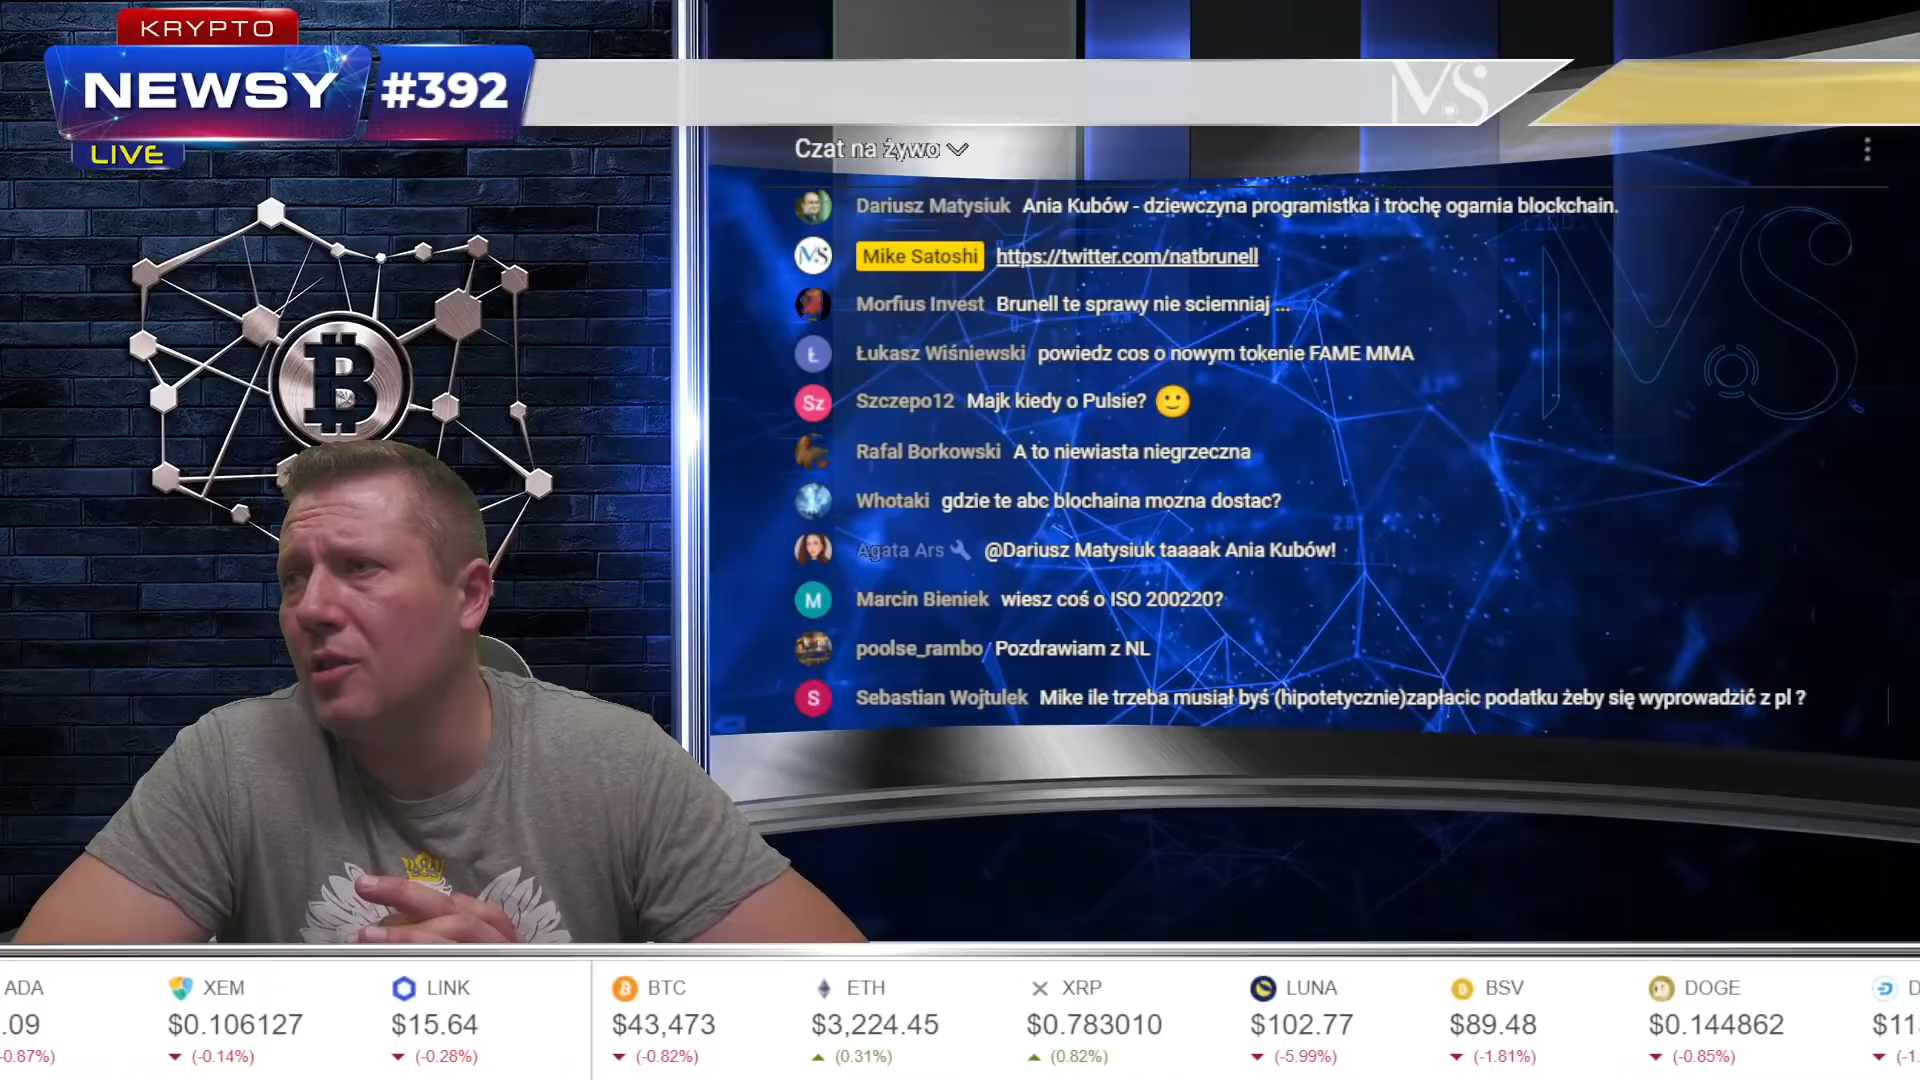 KRYPTO
NEWSY #392
LIVE
MS
Czat na żywo
Dariusz Matysiuk Ania Kubów - dziewczyna programistka i trochę ogarnia blockchain.
MS Mike Satoshi https://twitter.com/natbrunell
Morfius Invest Brunell te sprawy nie sciemniaj ...
Ł Łukasz Wiśniewski powiedz cos o nowym tokenie FAME MMA
Sz Szczepo12 Majk kiedy o Pulsie? 🙂
Rafal Borkowski A to niewiasta niegrzeczna
Whotaki gdzie te abc blochaina mozna dostac?
Agata Ars @Dariusz Matysiuk taaaak Ania Kubów!
M Marcin Bieniek wiesz coś o ISO 200220?
poolse_rambo Pozdrawiam z NL
S Sebastian Wojtulek Mike ile trzeba musiał byś (hipotetycznie)zapłacic podatku żeby się wyprowadzić z pl ?
ADA XEM LINK BTC ETH XRP LUNA BSV DOGE D
.09 $0.106127 $15.64 $43,473 $3,224.45 $0.783010 $102.77 $89.48 $0.144862 $11
-0.87%) (-0.14%) (-0.28%) (-0.82%) (0.31%) (0.82%) (-5.99%) (-1.81%) (-0.85%) (-1.